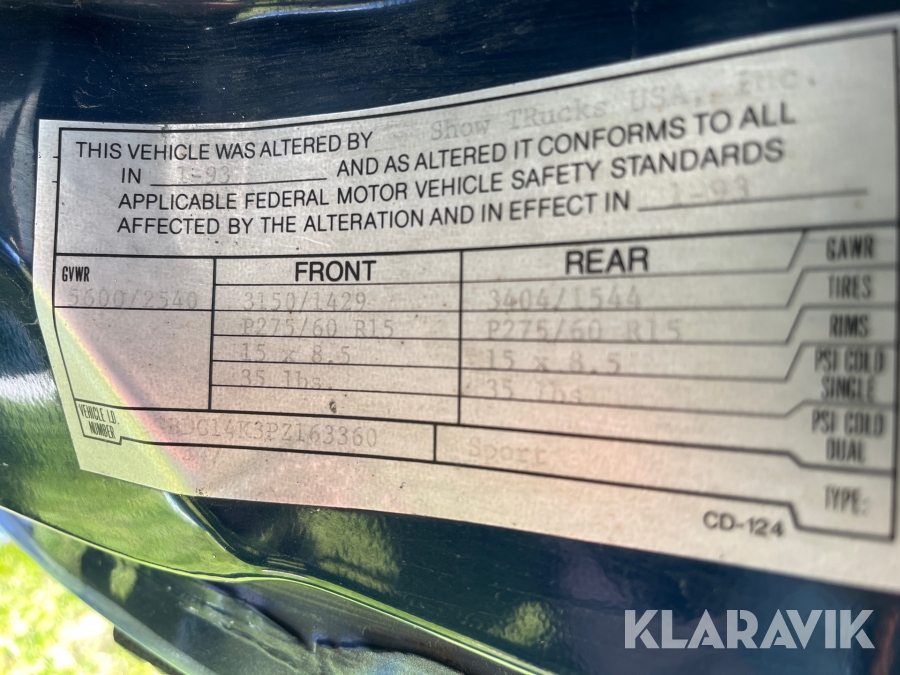 THIS VEHICLE WAS ALTERED BY Show TRucks USA, Inc.
IN 1-93 AND AS ALTERED IT CONFORMS TO ALL
APPLICABLE FEDERAL MOTOR VEHICLE SAFETY STANDARDS
AFFECTED BY THE ALTERATION AND IN EFFECT IN 1-93
GVWR FRONT REAR GAWR
5600/2540 3150/1429 3404/1544 TIRES
P275/60 R15 P275/60 R15 RIMS
15 x 8.5 15 x 8.5 PSI COLD
SINGLE
35 lbs. 35 lbs
PSI COLD
DUAL
VEHICLE I.D.
NUMBER
DG14K3PZ163360 Sport TYPE:
CD-124
KLARAVIK